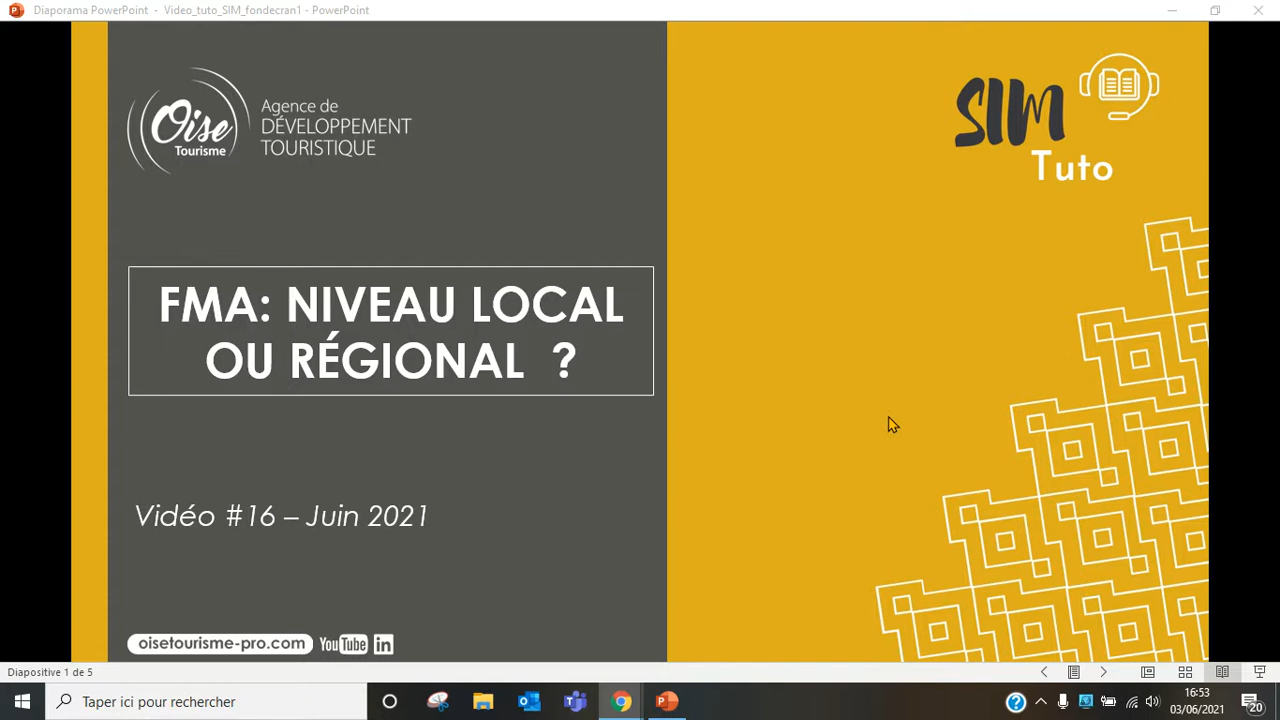 Diaporama PowerPoint - Video_tuto_SIM_fondecran1 - PowerPoint
Oise
Tourisme
Agence de
DÉVELOPPEMENT
TOURISTIQUE
SIM
Tuto
FMA: NIVEAU LOCAL
OU RÉGIONAL ?
Vidéo #16 – Juin 2021
oisetourisme-pro.com YouTube in
Diapositive 1 de 5
Taper ici pour rechercher
16:53
03/06/2021
20